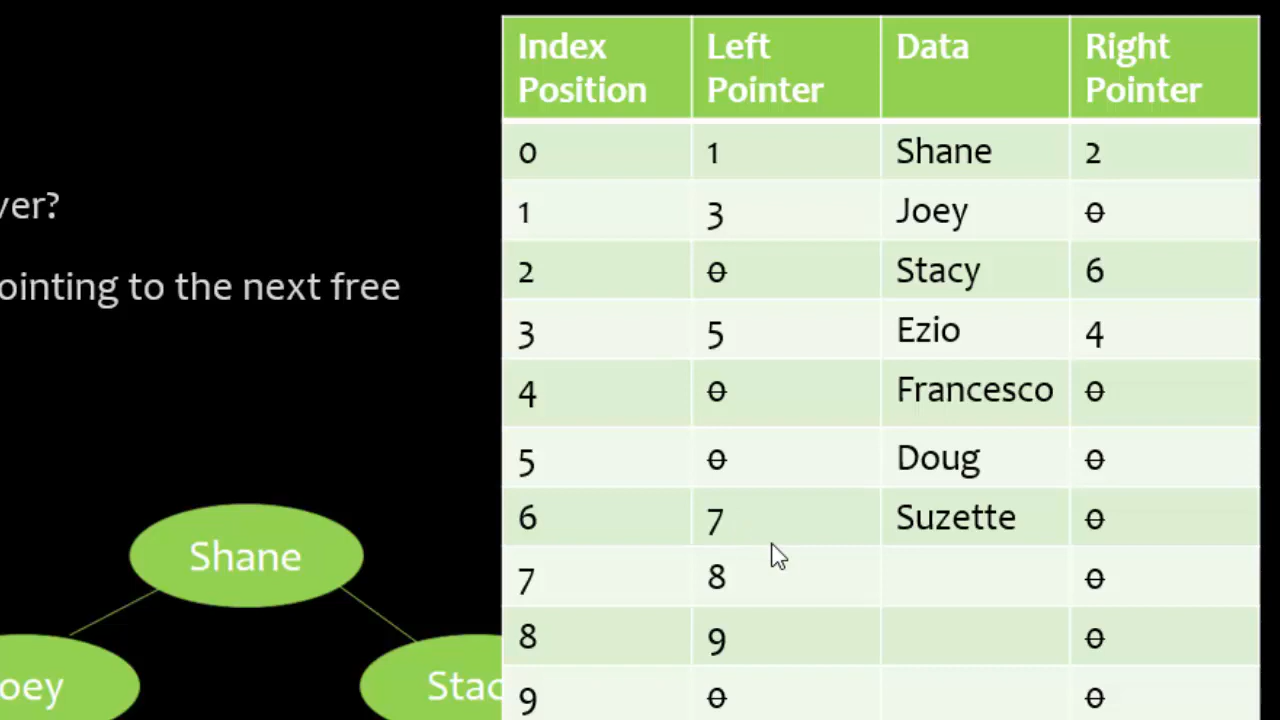 Index Position Left Pointer Data Right Pointer
0 1 Shane 2
1 3 Joey 0
2 0 Stacy 6
3 5 Ezio 4
4 0 Francesco 0
5 0 Doug 0
6 7 Suzette 0
7 8 0
8 9 0
9 0 0
ver?
ointing to the next free
Shane
oey
Stac